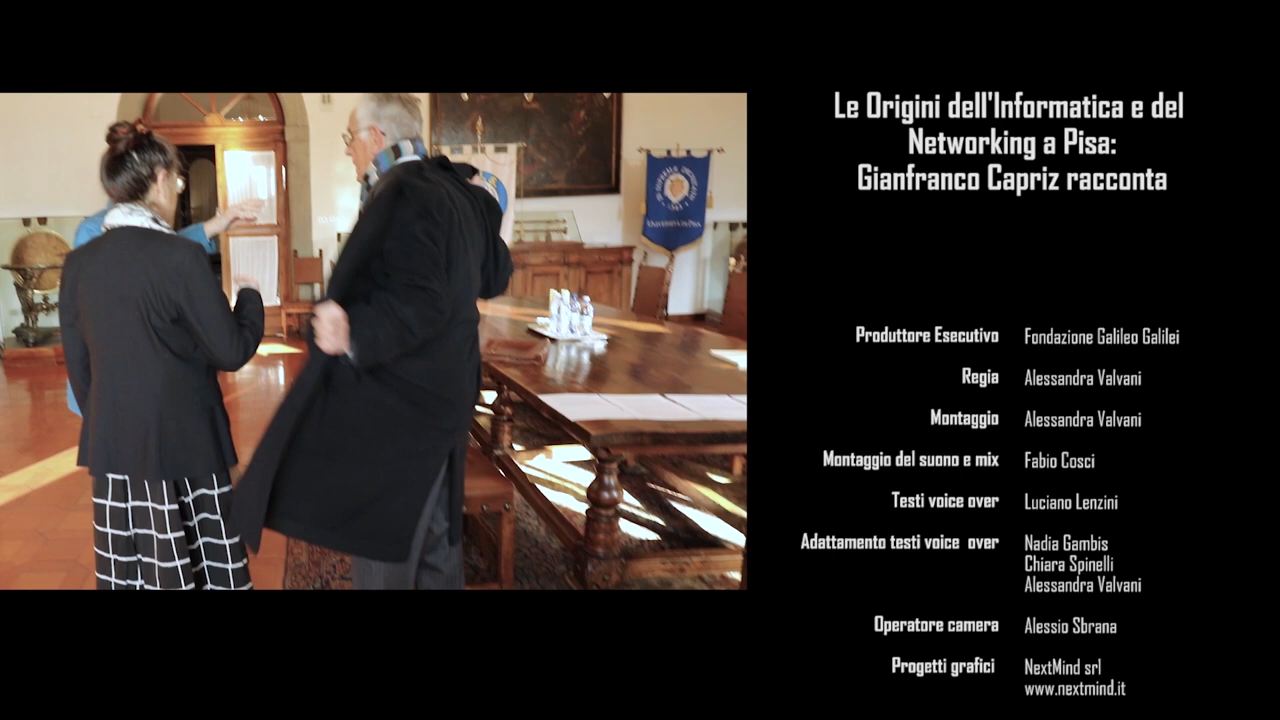 Le Origini dell'Informatica e del
Networking a Pisa:
Gianfranco Capriz racconta
Produttore Esecutivo Fondazione Galileo Galilei
Regia Alessandra Valvani
Montaggio Alessandra Valvani
Montaggio del suono e mix Fabio Cosci
Testi voice over Luciano Lenzini
Adattamento testi voice over Nadia Gambis
Chiara Spinelli
Alessandra Valvani
Operatore camera Alessio Sbrana
Progetti grafici NextMind srl
www.nextmind.it